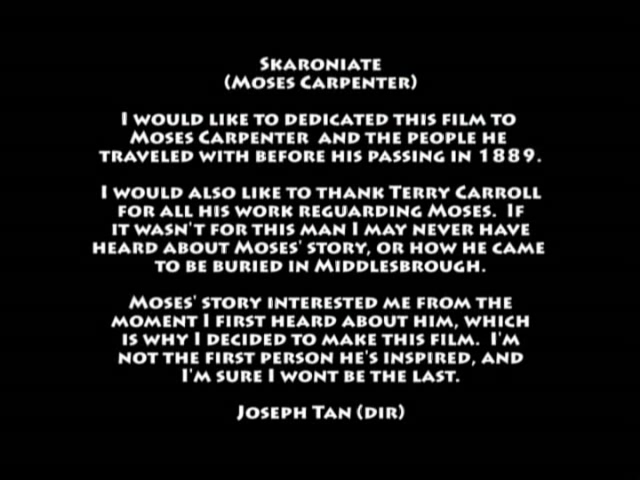 Skaroniate
(Moses Carpenter)
I would like to dedicated this film to
Moses Carpenter and the people he
traveled with before his passing in 1889.
I would also like to thank Terry Carroll
for all his work reguarding Moses. If
it wasn't for this man I may never have
heard about Moses' story, or how he came
to be buried in Middlesbrough.
Moses' story interested me from the
moment I first heard about him, which
is why I decided to make this film. I'm
not the first person he's inspired, and
I'm sure I wont be the last.
Joseph Tan (dir)